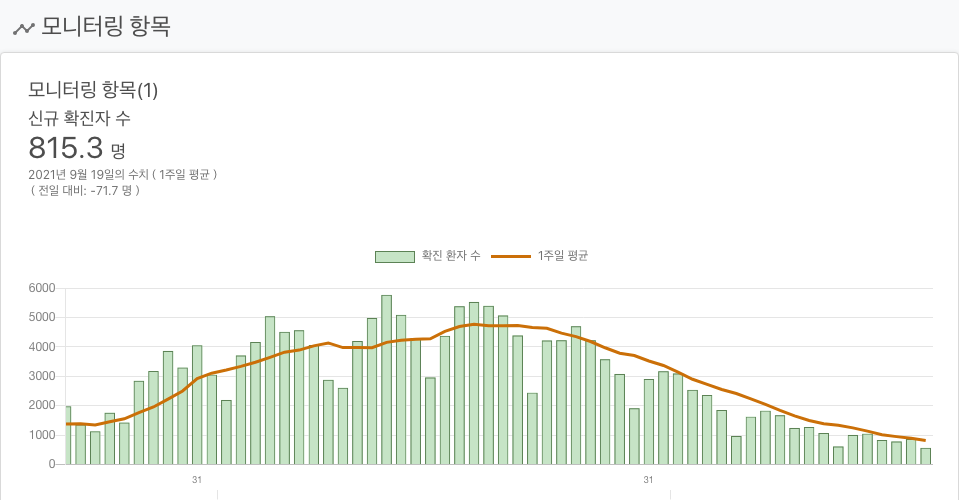 모니터링 항목
모니터링 항목(1)
신규 확진자 수
815.3 명
2021년 9월 19일의 수치 ( 1주일 평균 )
( 전일 대비: -71.7 명 )
확진 환자 수 1주일 평균
6000
5000
4000
3000
2000
1000
0
31 31